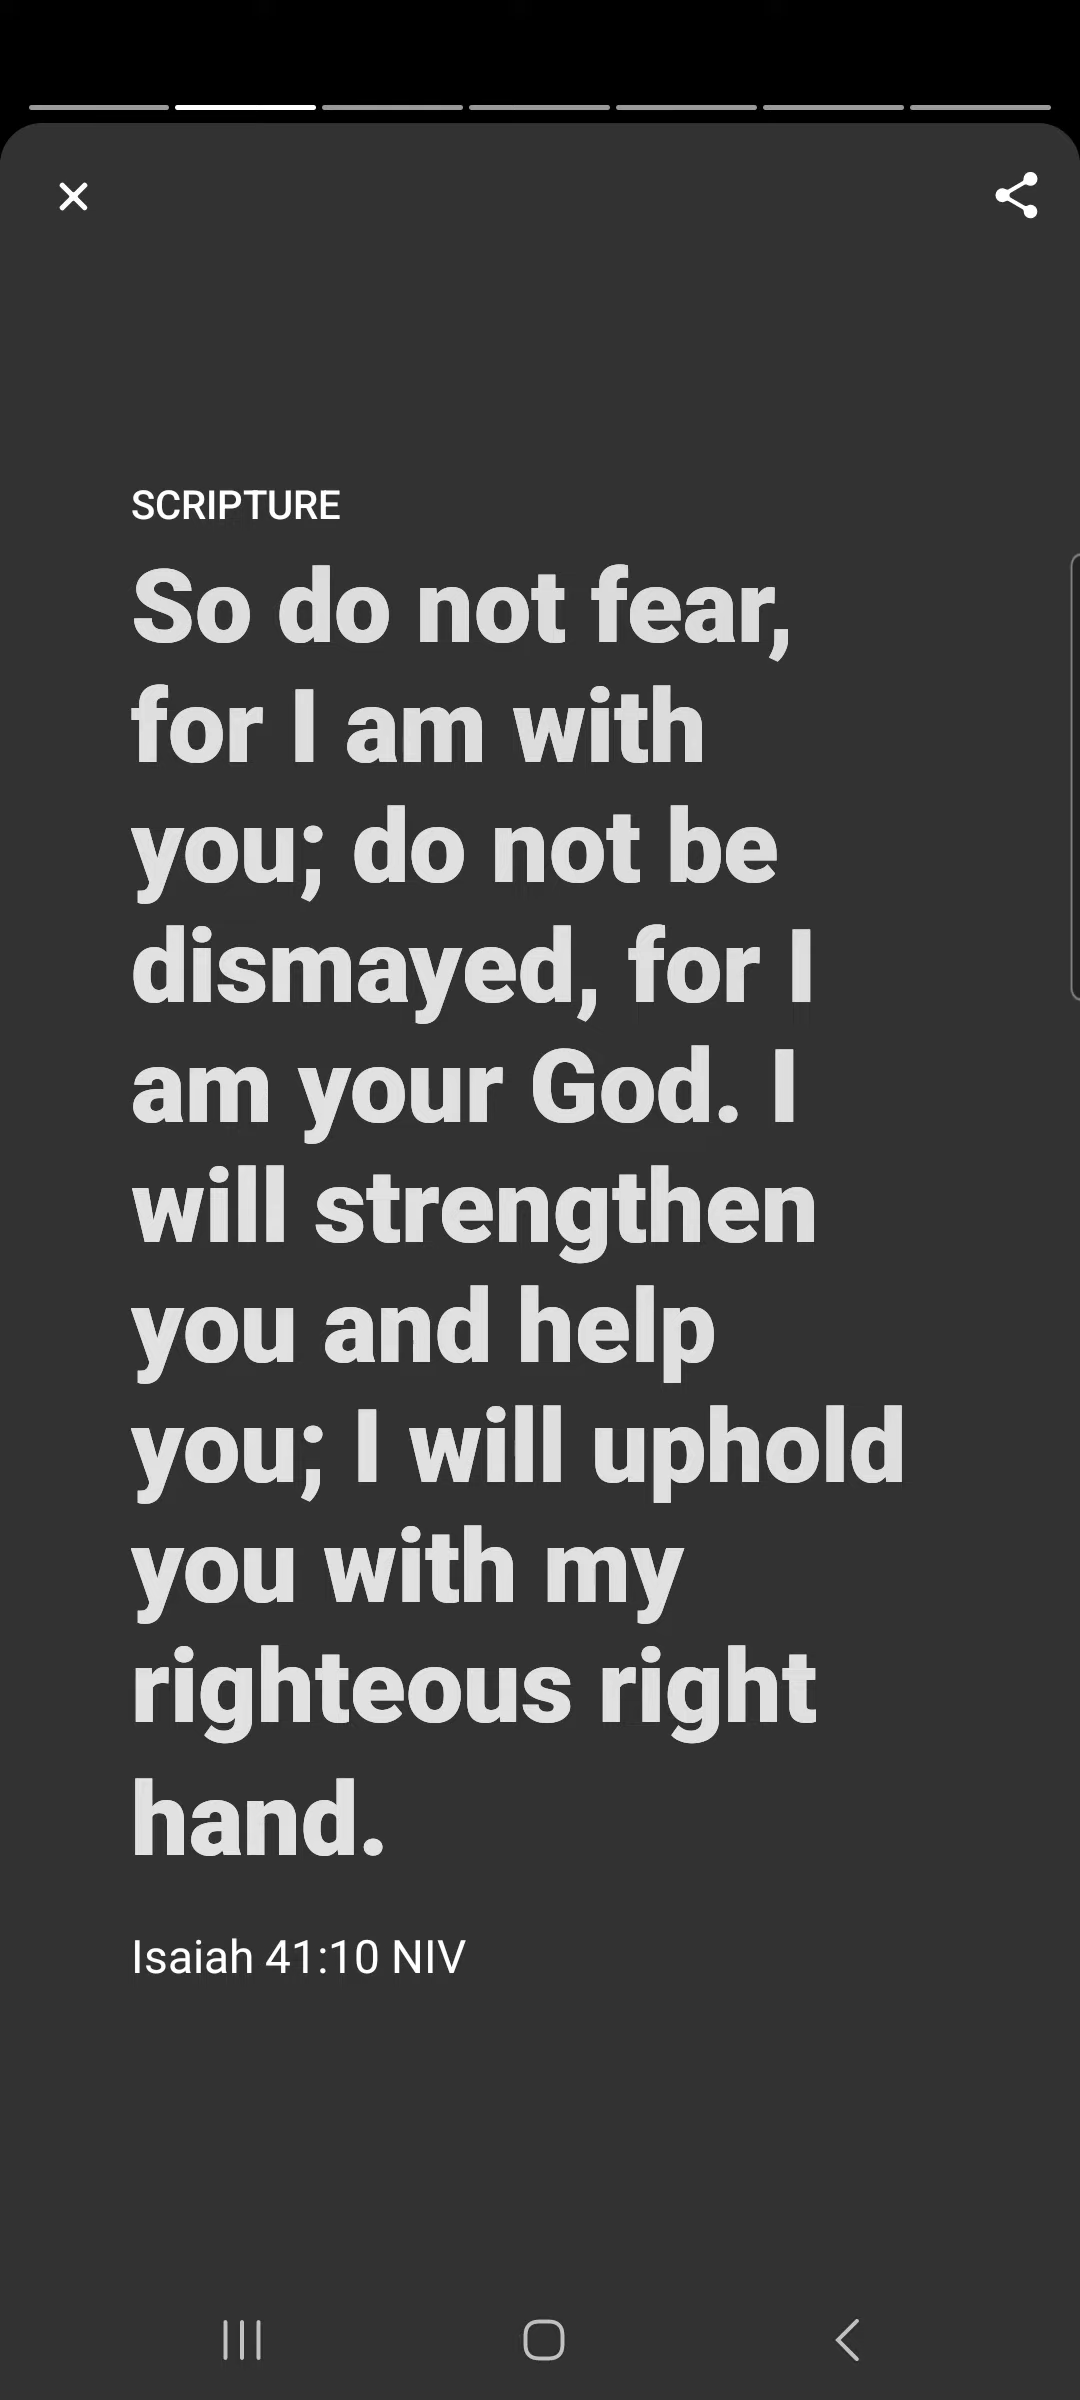 SCRIPTURE
So do not fear,
for I am with
you; do not be
dismayed, for I
am your God. I
will strengthen
you and help
you; I will uphold
you with my
righteous right
hand.
Isaiah 41:10 NIV